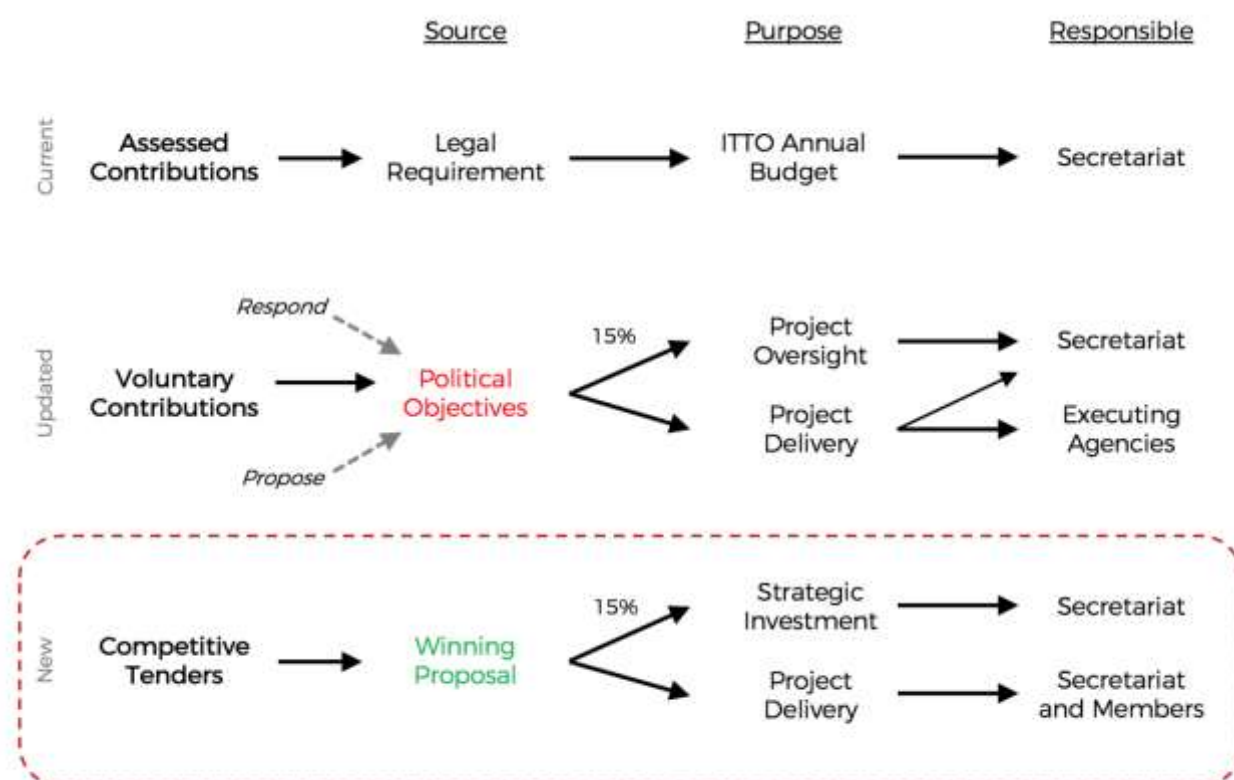 Source
Purpose
Responsible
Current
Assessed
Contributions
Legal
Requirement
ITTO Annual
Budget
Secretariat
Updated
Respond
Voluntary
Contributions
Propose
Political
Objectives
15%
Project
Oversight
Secretariat
Project
Delivery
Executing
Agencies
New
Competitive
Tenders
Winning
Proposal
15%
Strategic
Investment
Secretariat
Project
Delivery
Secretariat
and Members